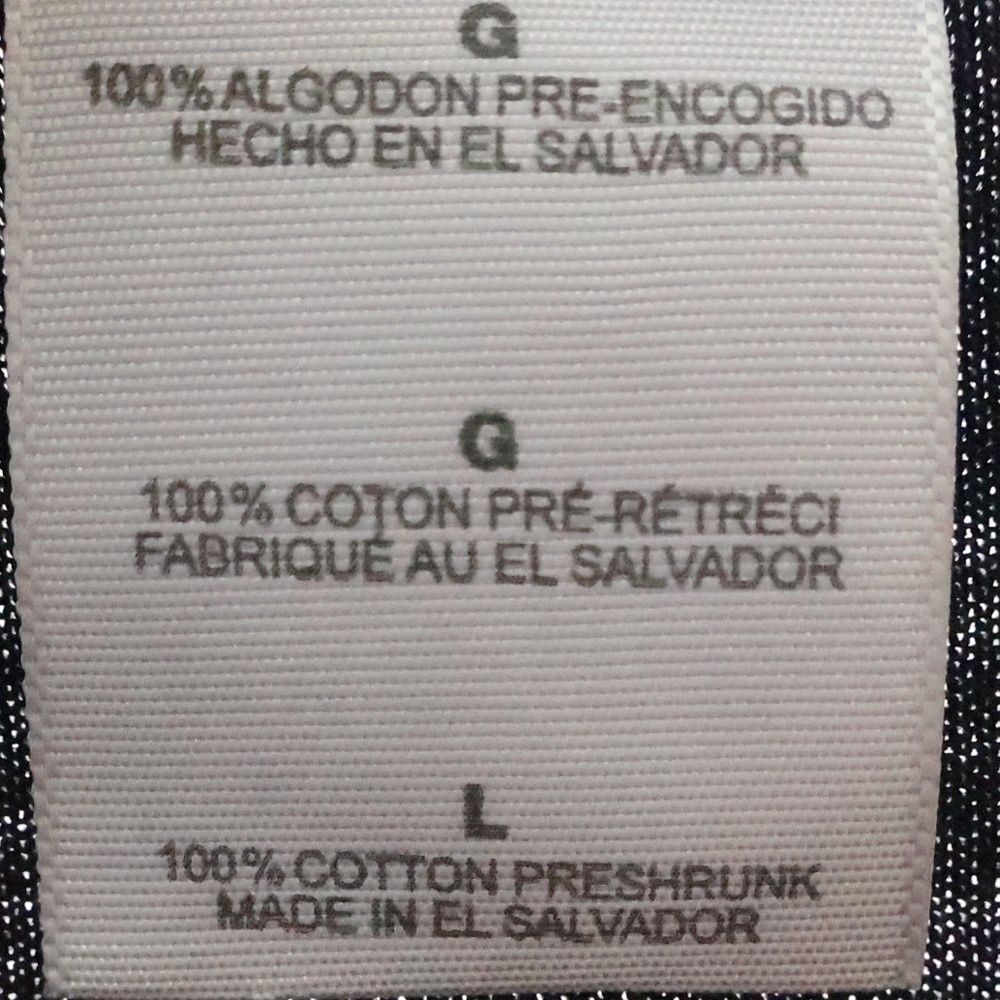 G
100% ALGODON PRE-ENCOGIDO
HECHO EN EL SALVADOR
G
100% COTON PRÉ-RÉTRÉCI
FABRIQUÉ AU EL SALVADOR
L
100% COTTON PRESHRUNK
MADE IN EL SALVADOR